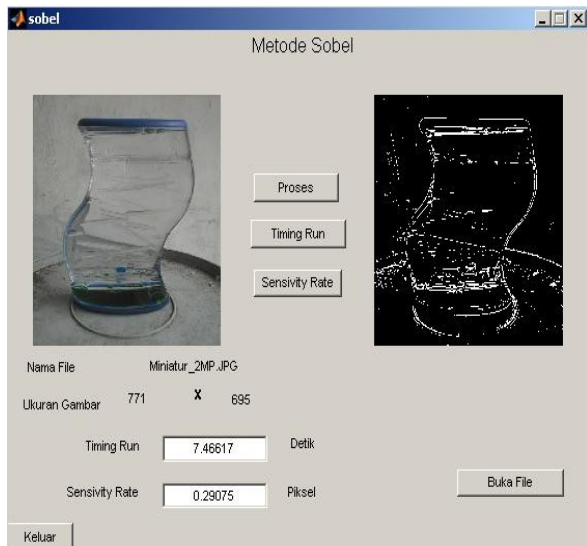 sobel
Metode Sobel
Proses
Timing Run
Sensivity Rate
Nama File Miniatur_2MP.JPG
Ukuran Gambar 771 X 695
Timing Run 7.46617 Detik
Sensivity Rate 0.29075 Piksel
Buka File
Keluar